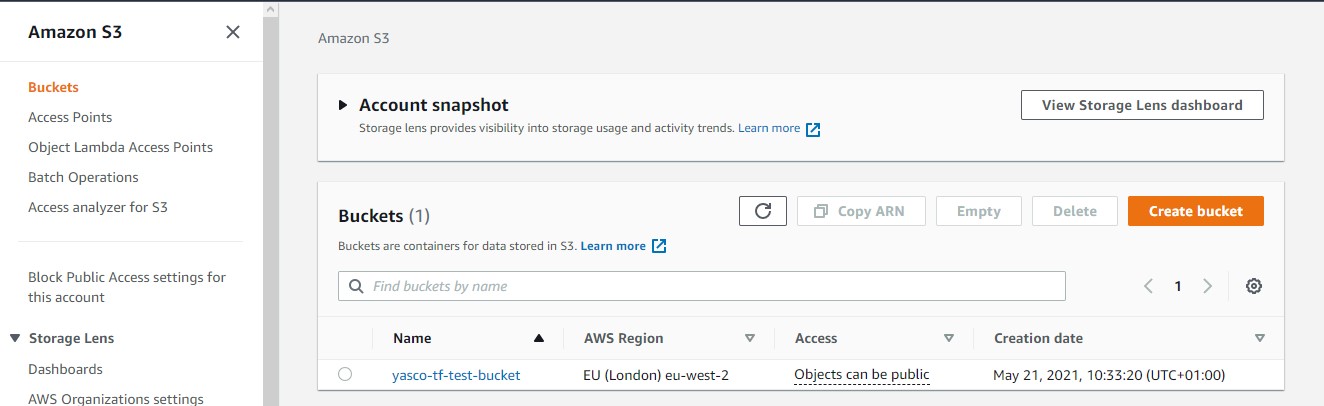 Amazon S3
Buckets
Access Points
Object Lambda Access Points
Batch Operations
Access analyzer for S3
Block Public Access settings for
this account
Storage Lens
Dashboards
AWS Organizations settings
Amazon S3
Account snapshot
View Storage Lens dashboard
Storage lens provides visibility into storage usage and activity trends. Learn more
Buckets (1)
Copy ARN
Empty
Delete
Create bucket
Buckets are containers for data stored in S3. Learn more
Find buckets by name
1
Name AWS Region Access Creation date
yasco-tf-test-bucket EU (London) eu-west-2 Objects can be public May 21, 2021, 10:33:20 (UTC+01:00)